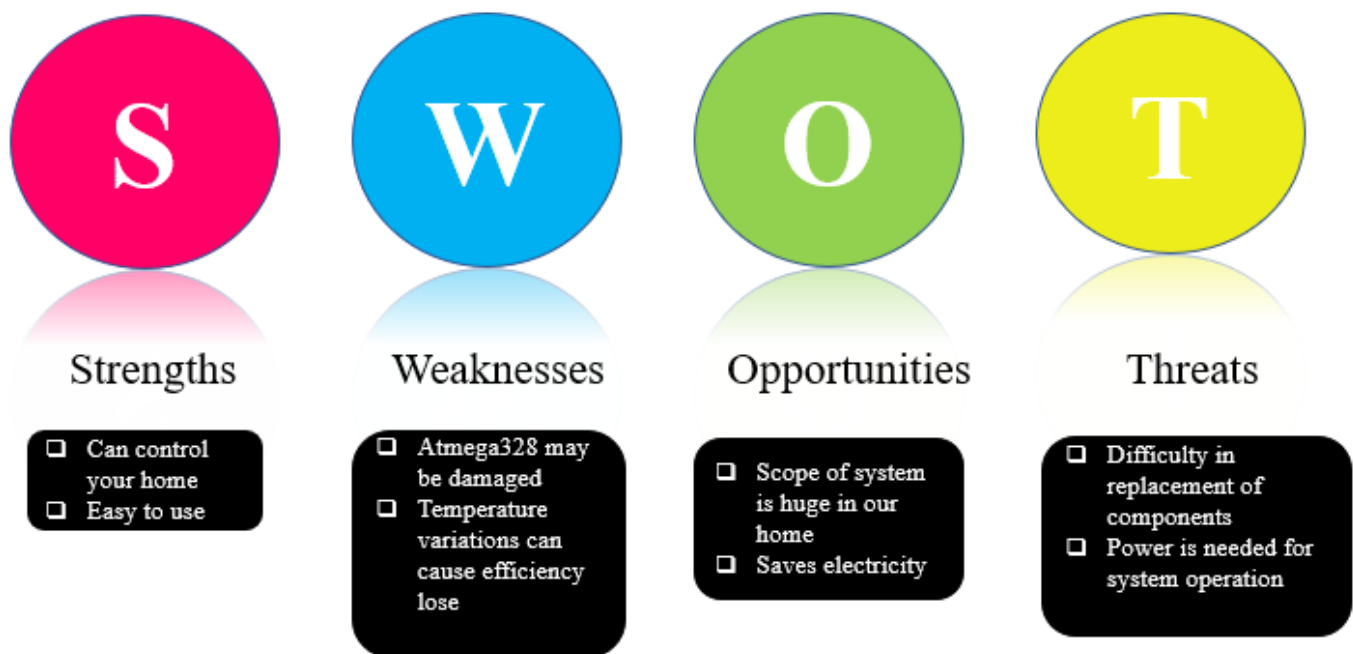 S
W
O
T
Strengths
Weaknesses
Opportunities
Threats
Can control
your home
Easy to use
Atmega328 may
be damaged
Temperature
variations can
cause efficiency
lose
Scope of system
is huge in our
home
Saves electricity
Difficulty in
replacement of
components
Power is needed for
system operation